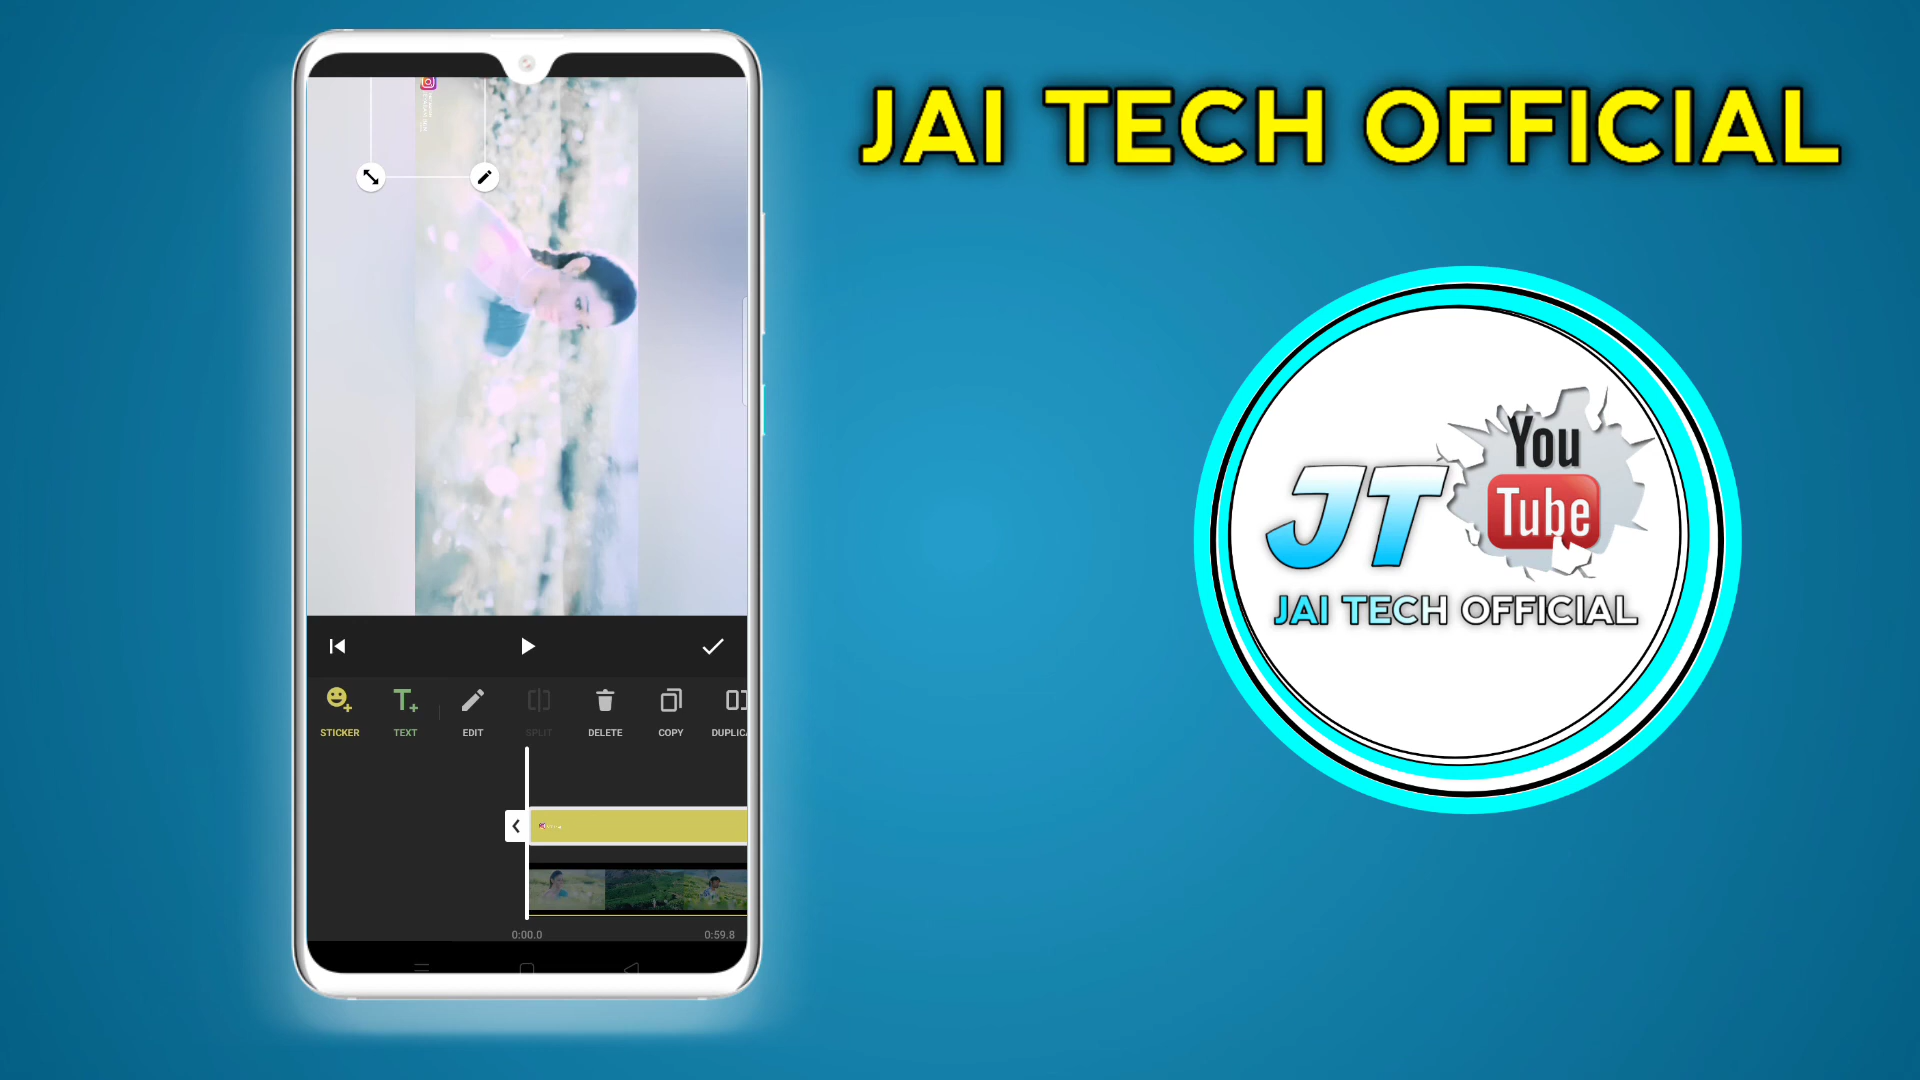 JAI TECH OFFICIAL
You
Tube
JT
JAI TECH OFFICIAL
STICKER
TEXT
EDIT
SPLIT
DELETE
COPY
DUPLICA
0:00.0
0:59.8